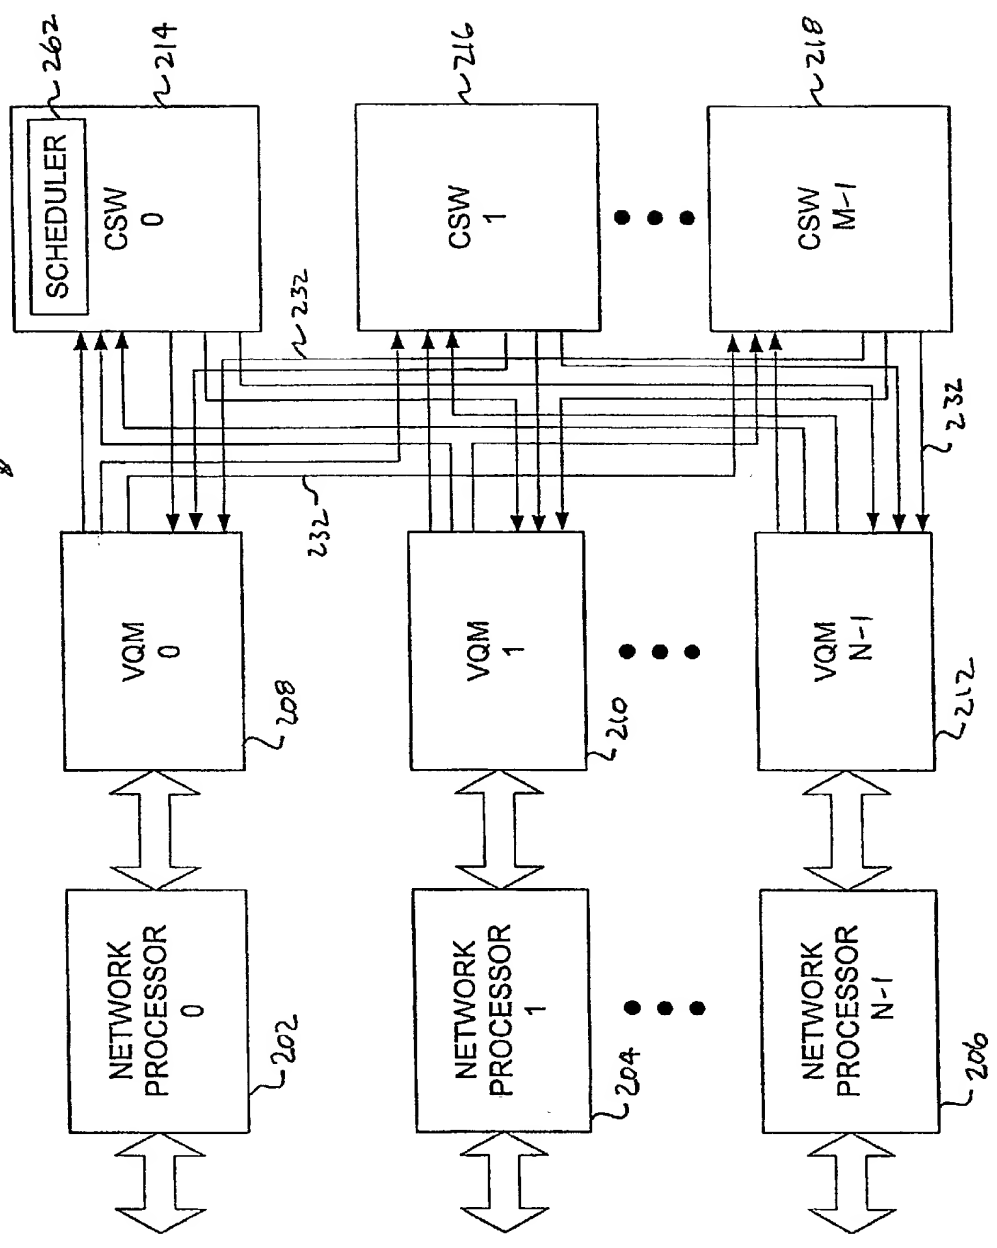 262
214
SCHEDULER
CSW
0
216
CSW
1
218
CSW
M-1
232
232
232
VQM
0
208
VQM
1
210
VQM
N-1
212
NETWORK
PROCESSOR
0
202
NETWORK
PROCESSOR
1
204
NETWORK
PROCESSOR
N-1
206